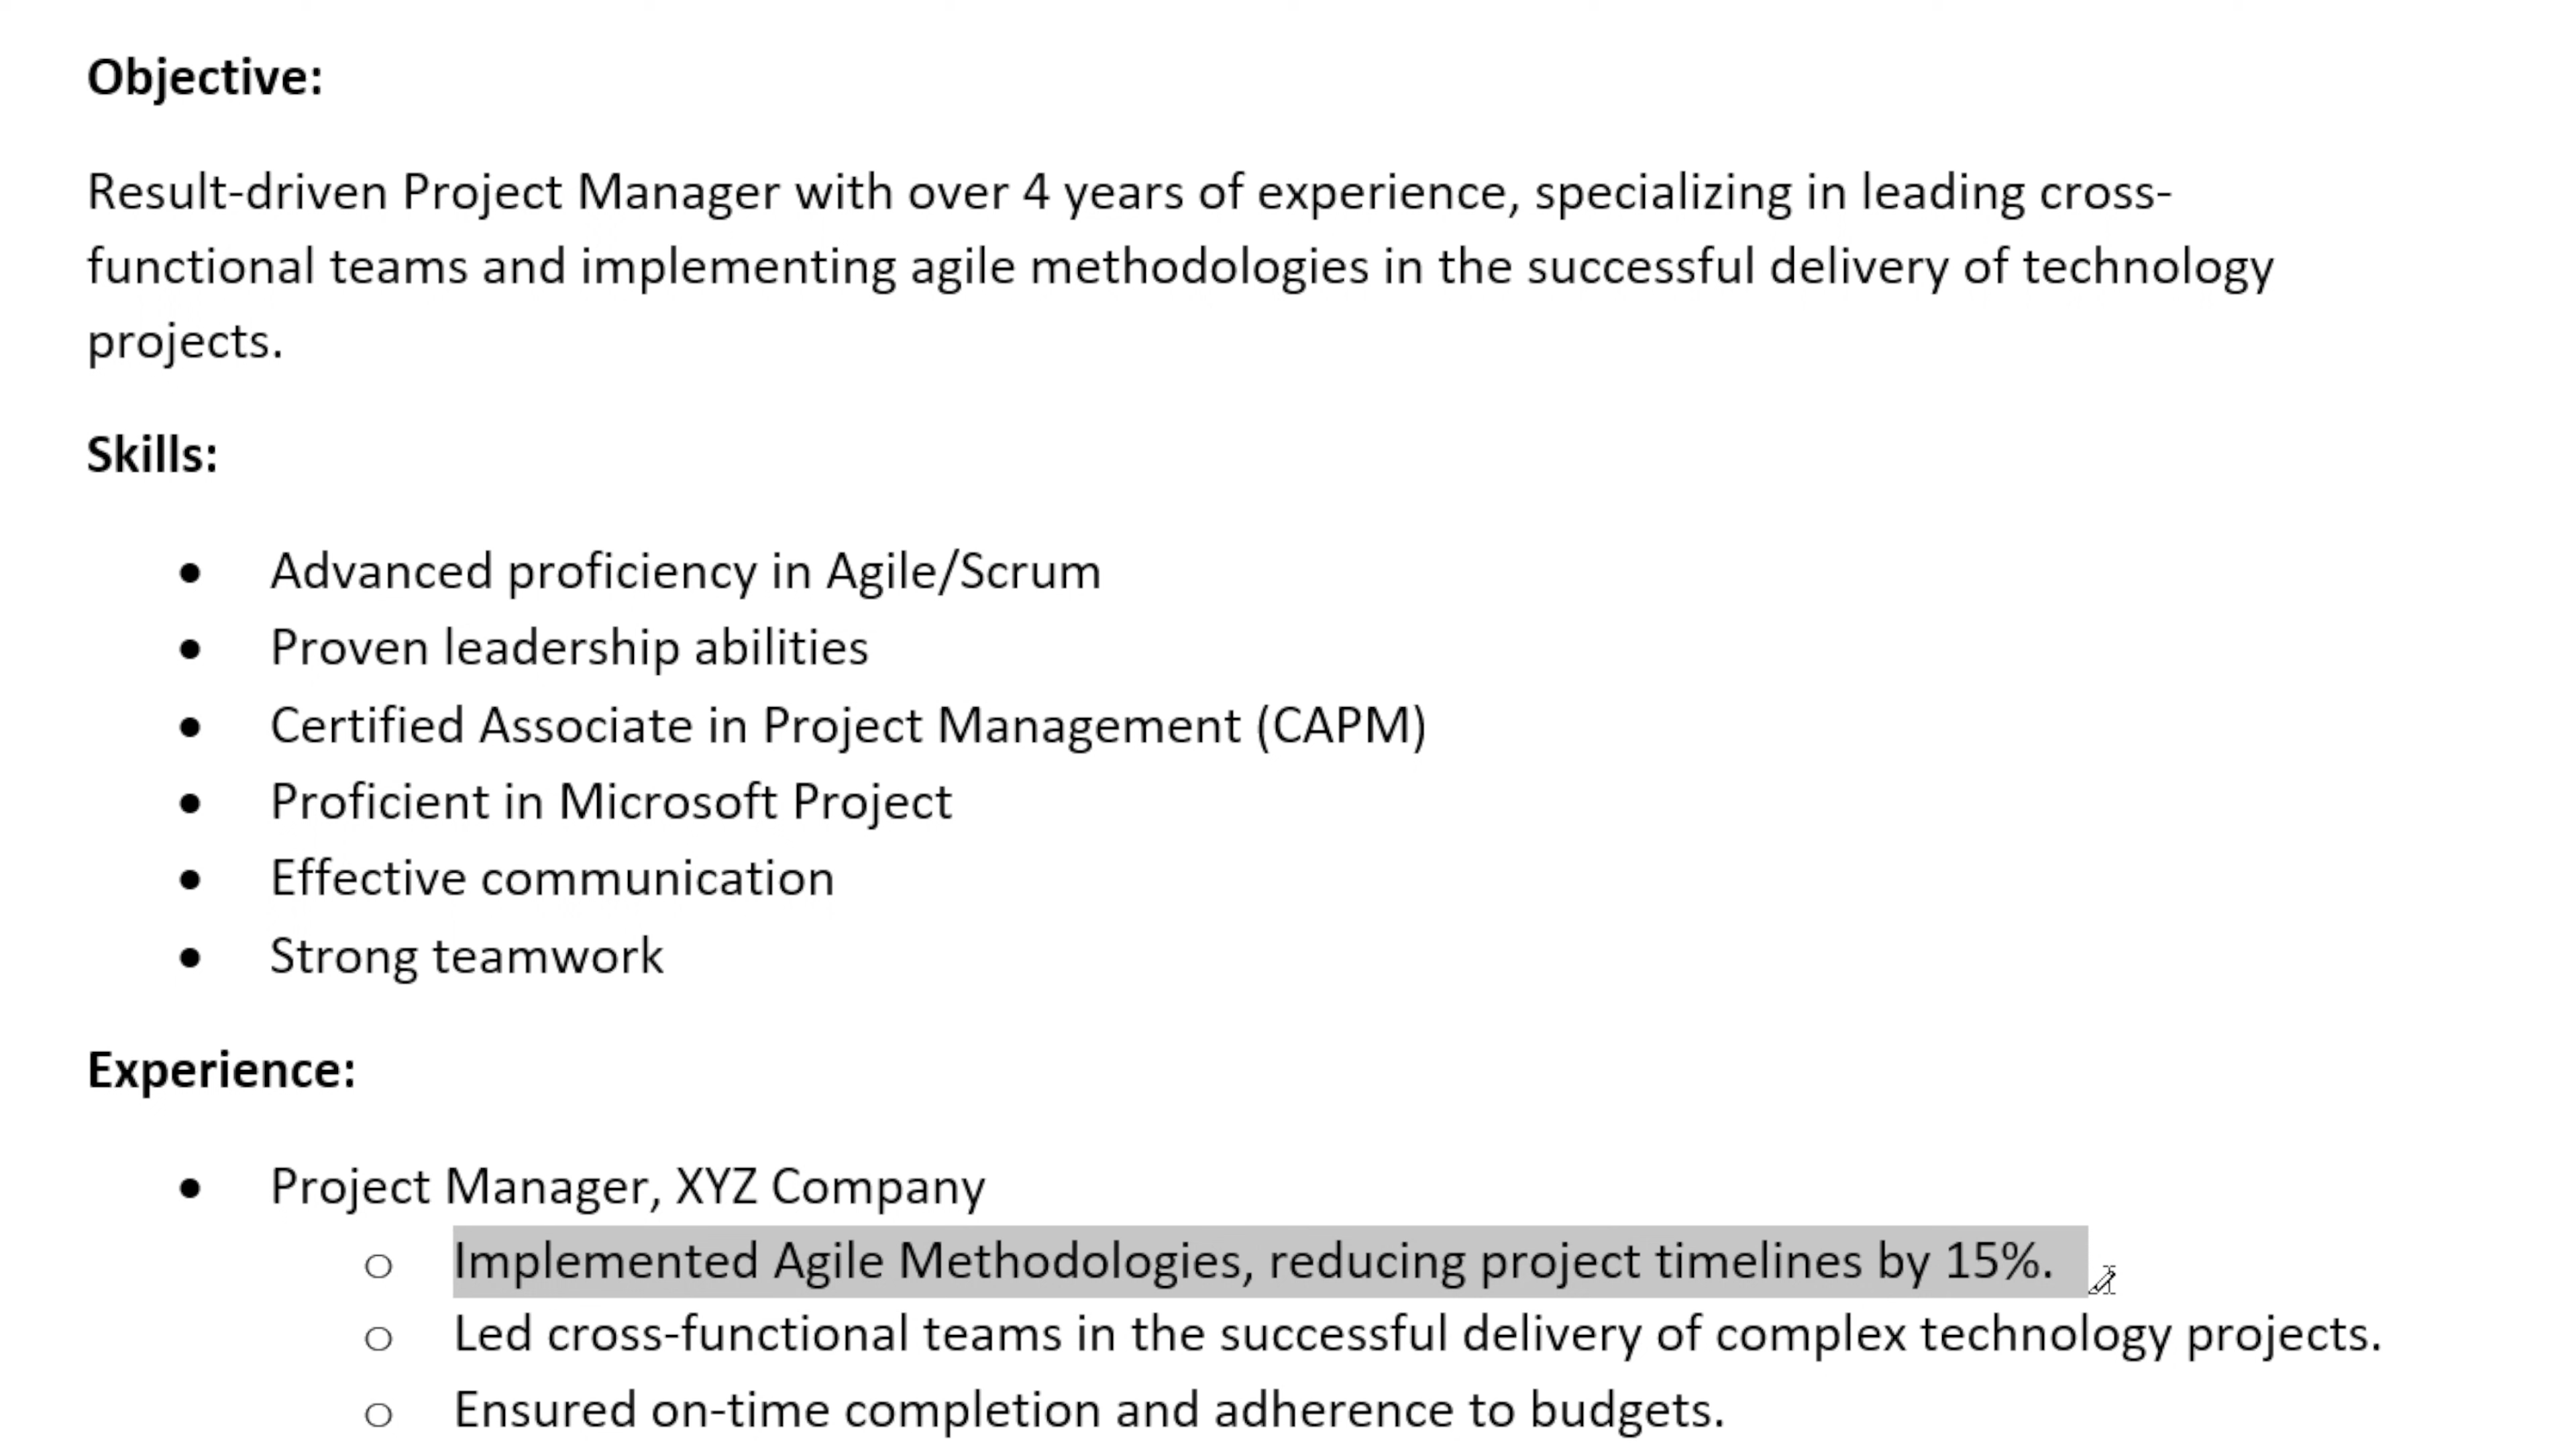 Objective:
Result-driven Project Manager with over 4 years of experience, specializing in leading cross-
functional teams and implementing agile methodologies in the successful delivery of technology
projects.
Skills:
● Advanced proficiency in Agile/Scrum
● Proven leadership abilities
● Certified Associate in Project Management (CAPM)
● Proficient in Microsoft Project
● Effective communication
● Strong teamwork
Experience:
● Project Manager, XYZ Company
○ Implemented Agile Methodologies, reducing project timelines by 15%.
○ Led cross-functional teams in the successful delivery of complex technology projects.
○ Ensured on-time completion and adherence to budgets.